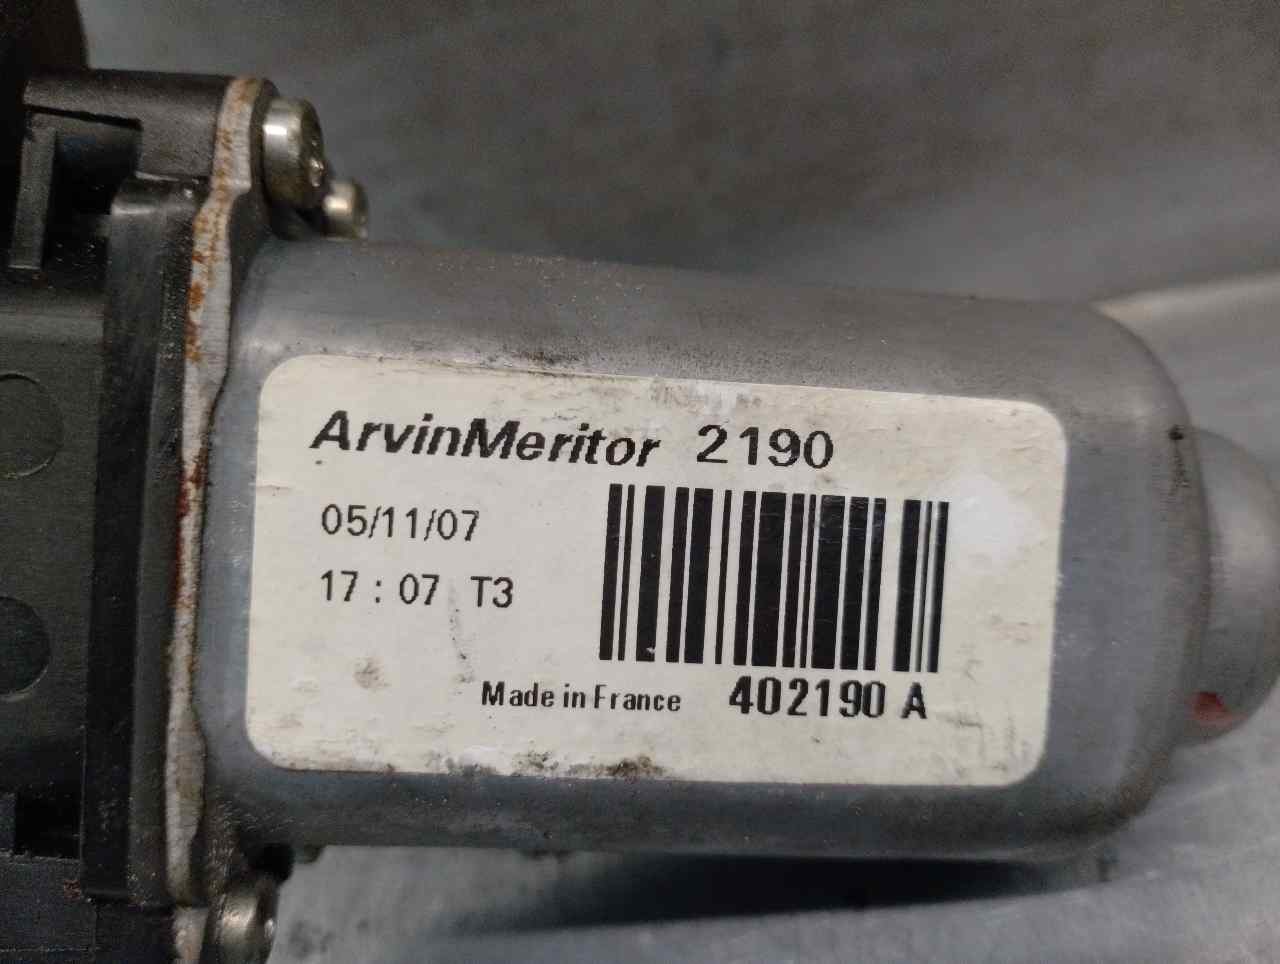 ArvinMeritor 2190
05/11/07
17 : 07 T3
Made in France 402190 A